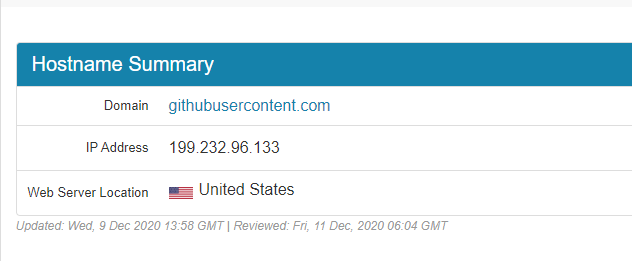 Hostname Summary
Domain githubusercontent.com
IP Address 199.232.96.133
Web Server Location United States
Updated: Wed, 9 Dec 2020 13:58 GMT | Reviewed: Fri, 11 Dec, 2020 06:04 GMT